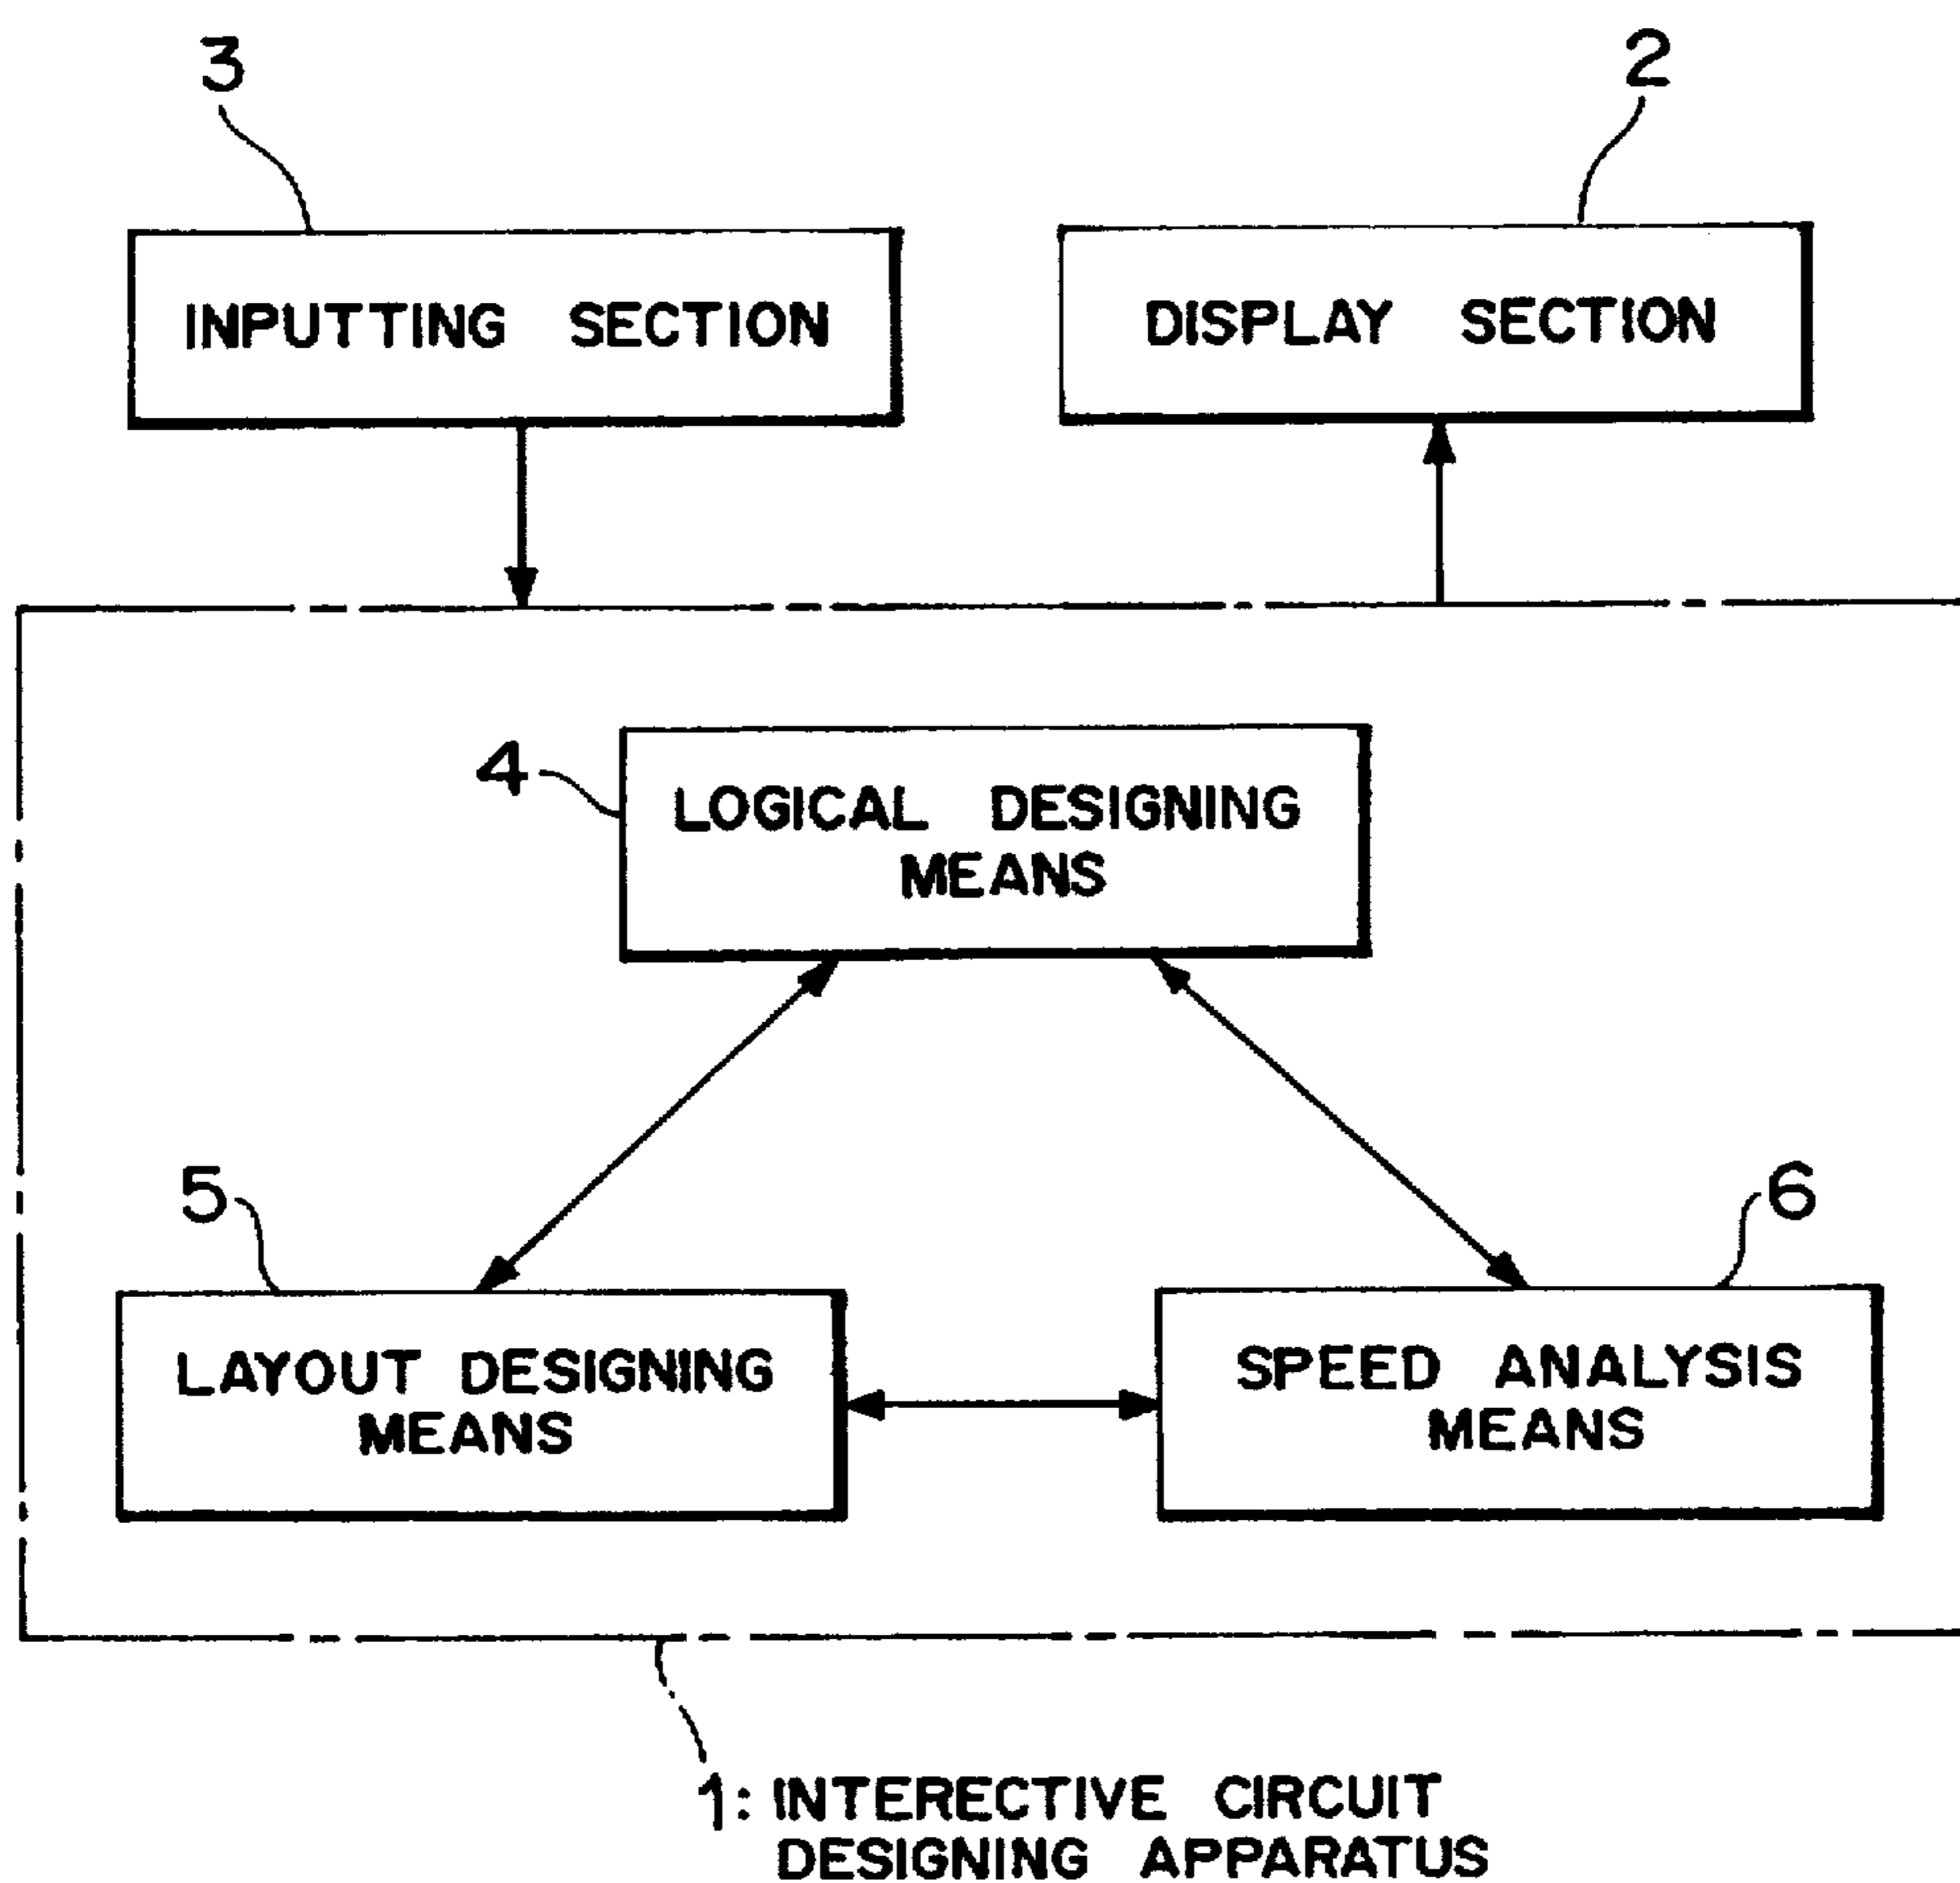 3
2
INPUTTING SECTION
DISPLAY SECTION
4
LOGICAL DESIGNING
MEANS
5
6
LAYOUT DESIGNING
MEANS
SPEED ANALYSIS
MEANS
1: INTERECTIVE CIRCUIT
DESIGNING APPARATUS